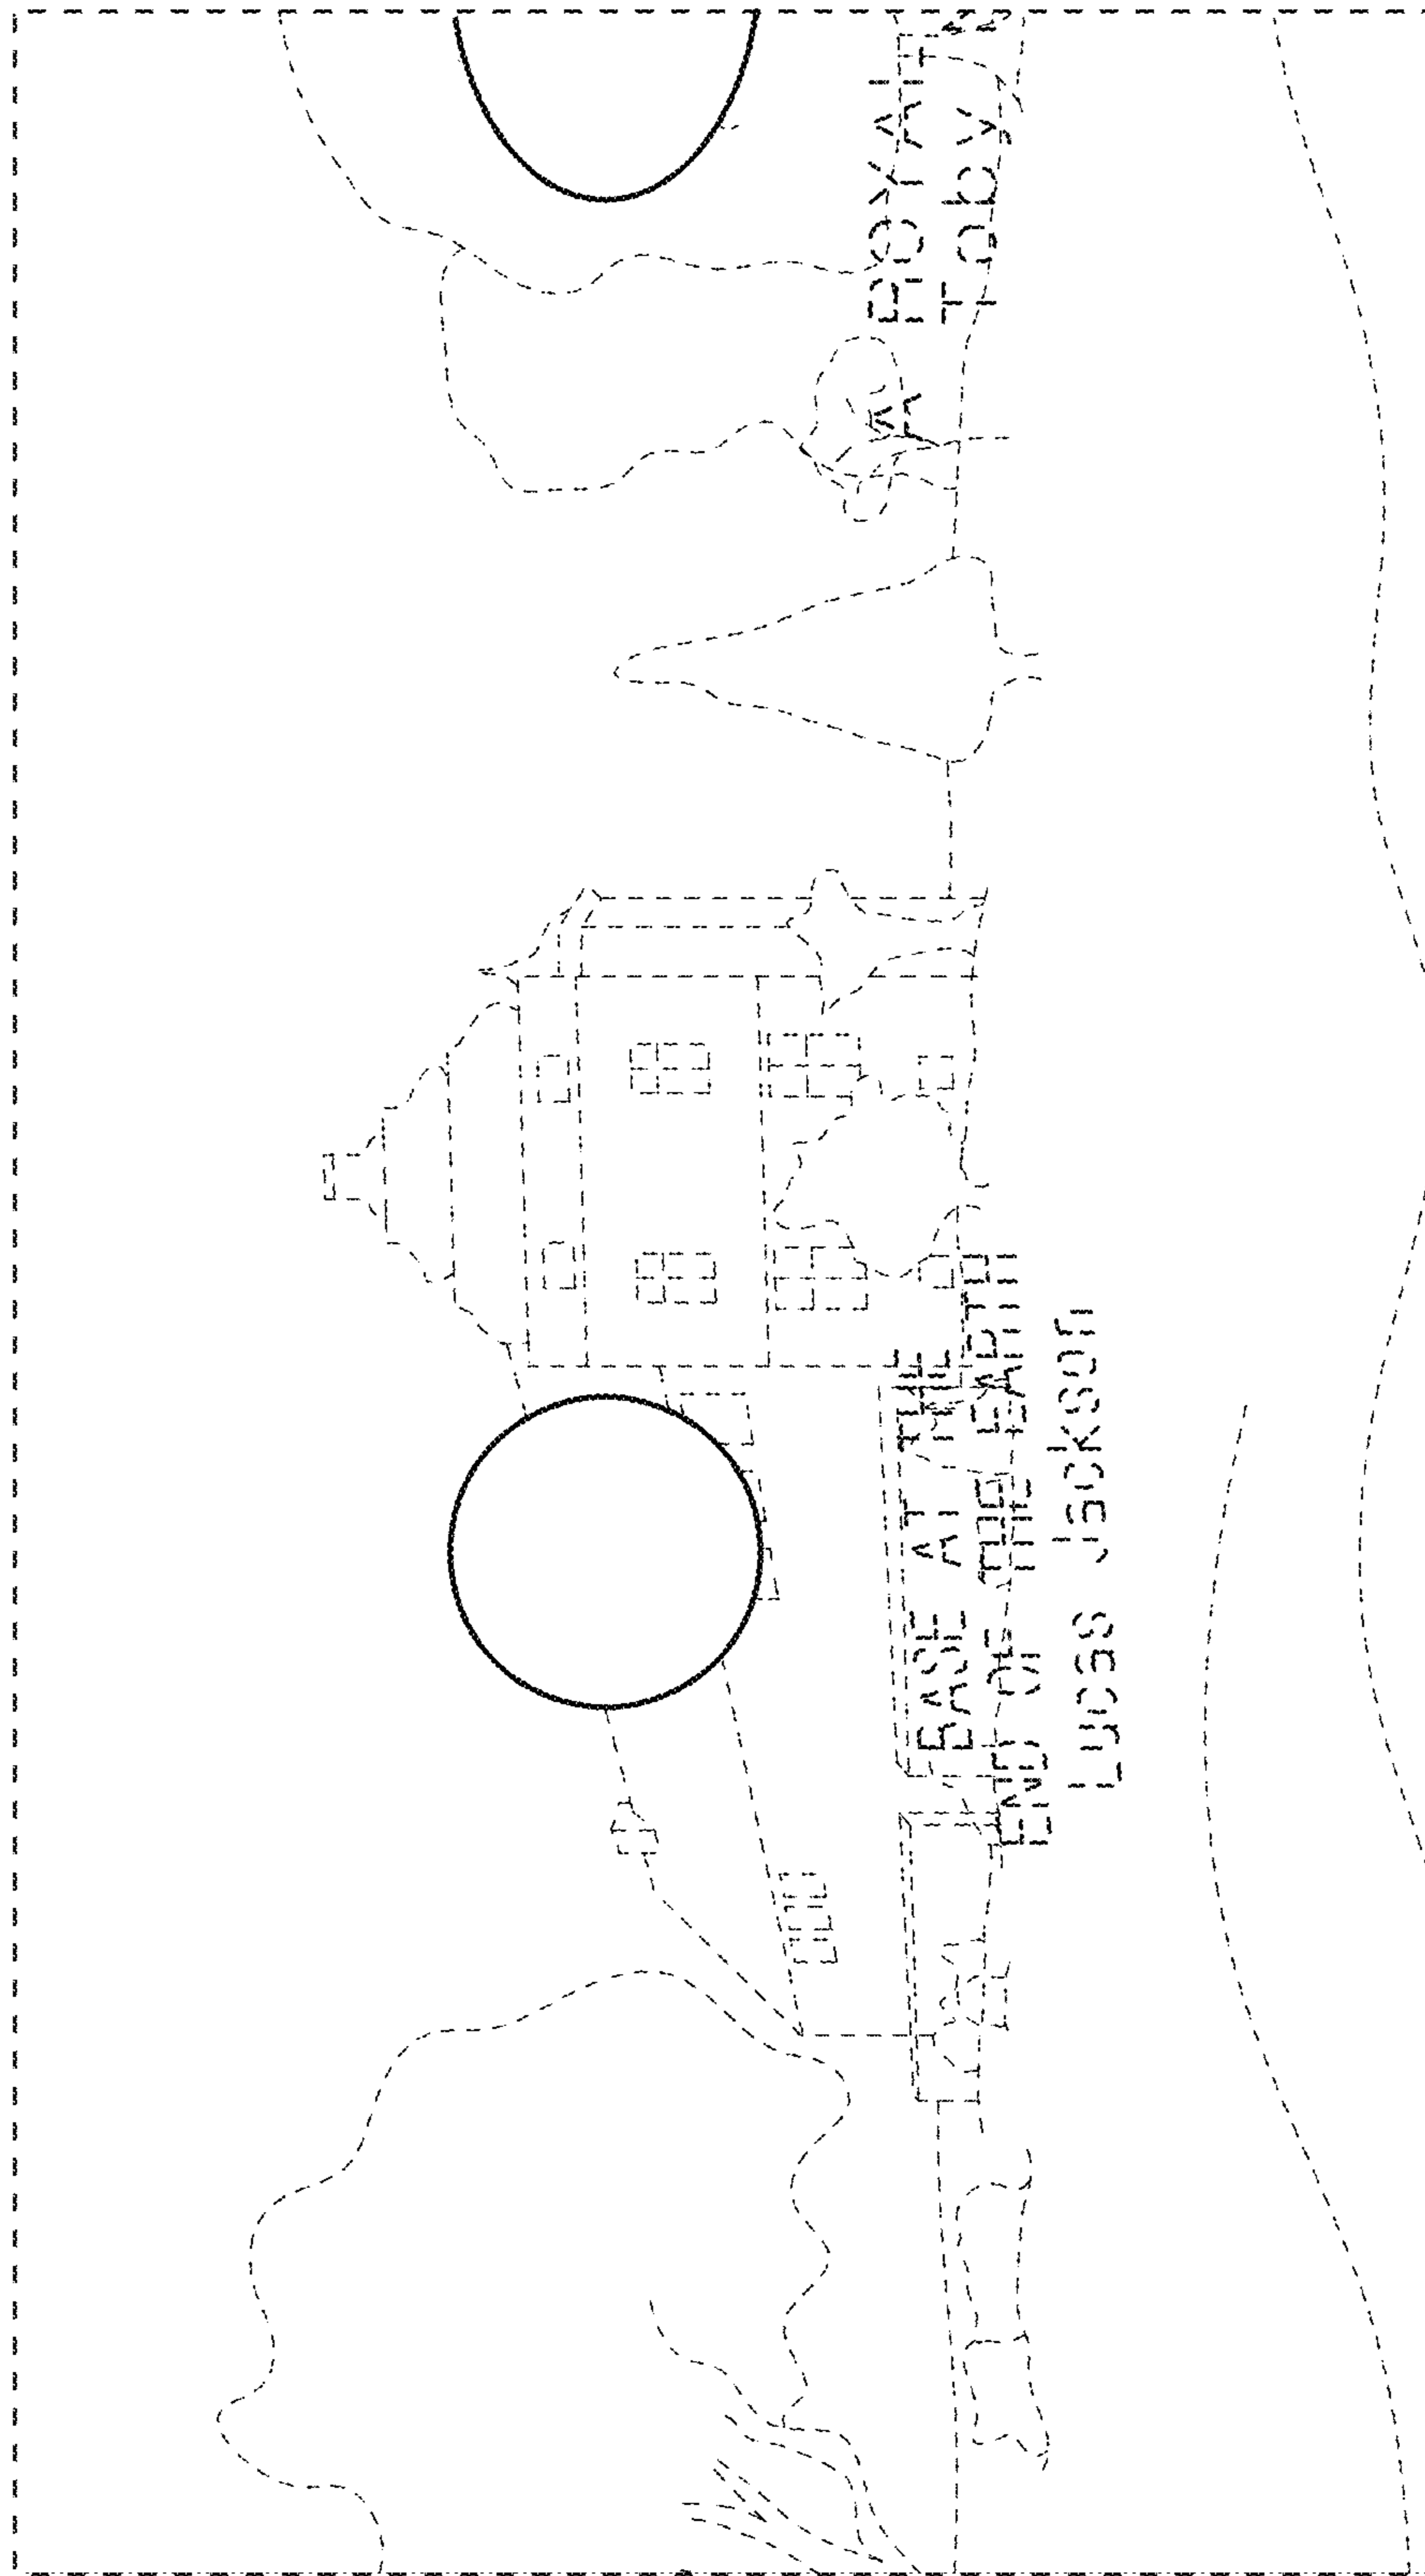 BASE AT THE
END OF THE EARTH
Lucas Jackson
A ROYAL
Toby